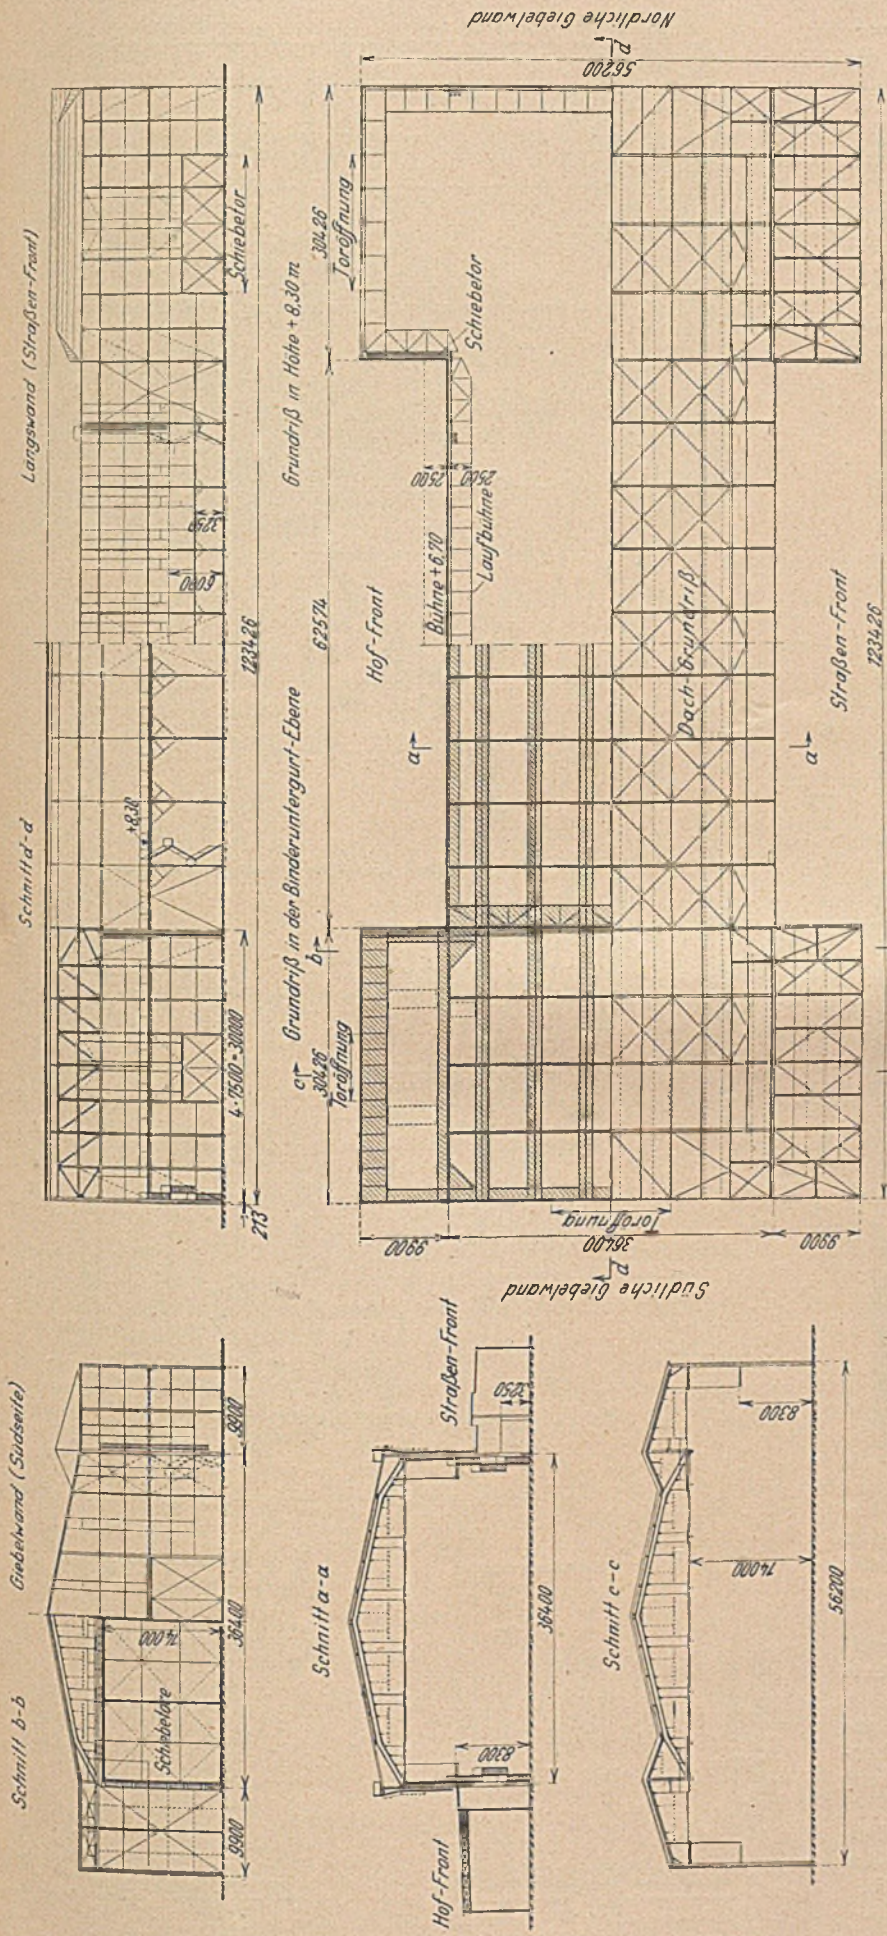 Nordliche Giebelwand
Langswand (Straßen-Front)
Schiebetor
3250
6080
123426
Schnitt d-d
+8,30
4·7500=30000
213
d
56200
30426
Toröffnung
Grundriß in Höhe +8,30 m
Schiebetor
2500
2500
Bühne +6,70
Laufbühne
62574
Hof-Front
a
Grundriß in der Binderuntergurt-Ebene
b
c
30426
Toröffnung
Dach-Grundriß
Straßen-Front
123426
a
Toröffnung
9900
36400
9900
d
Südliche Giebelwand
Giebelwand (Südseite)
Schnitt b-b
9900
36400
14000
Schiebetore
9900
Straßen-Front
3250
Schnitt a-a
36400
8300
Hof-Front
Schnitt c-c
8300
14000
56200